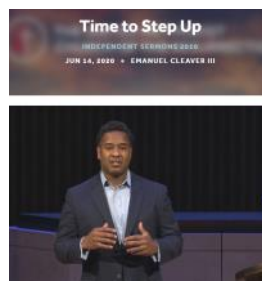 Time to Step Up
INDEPENDENT SERMONS 2020
JUN 14, 2020 • EMANUEL CLEAVER III